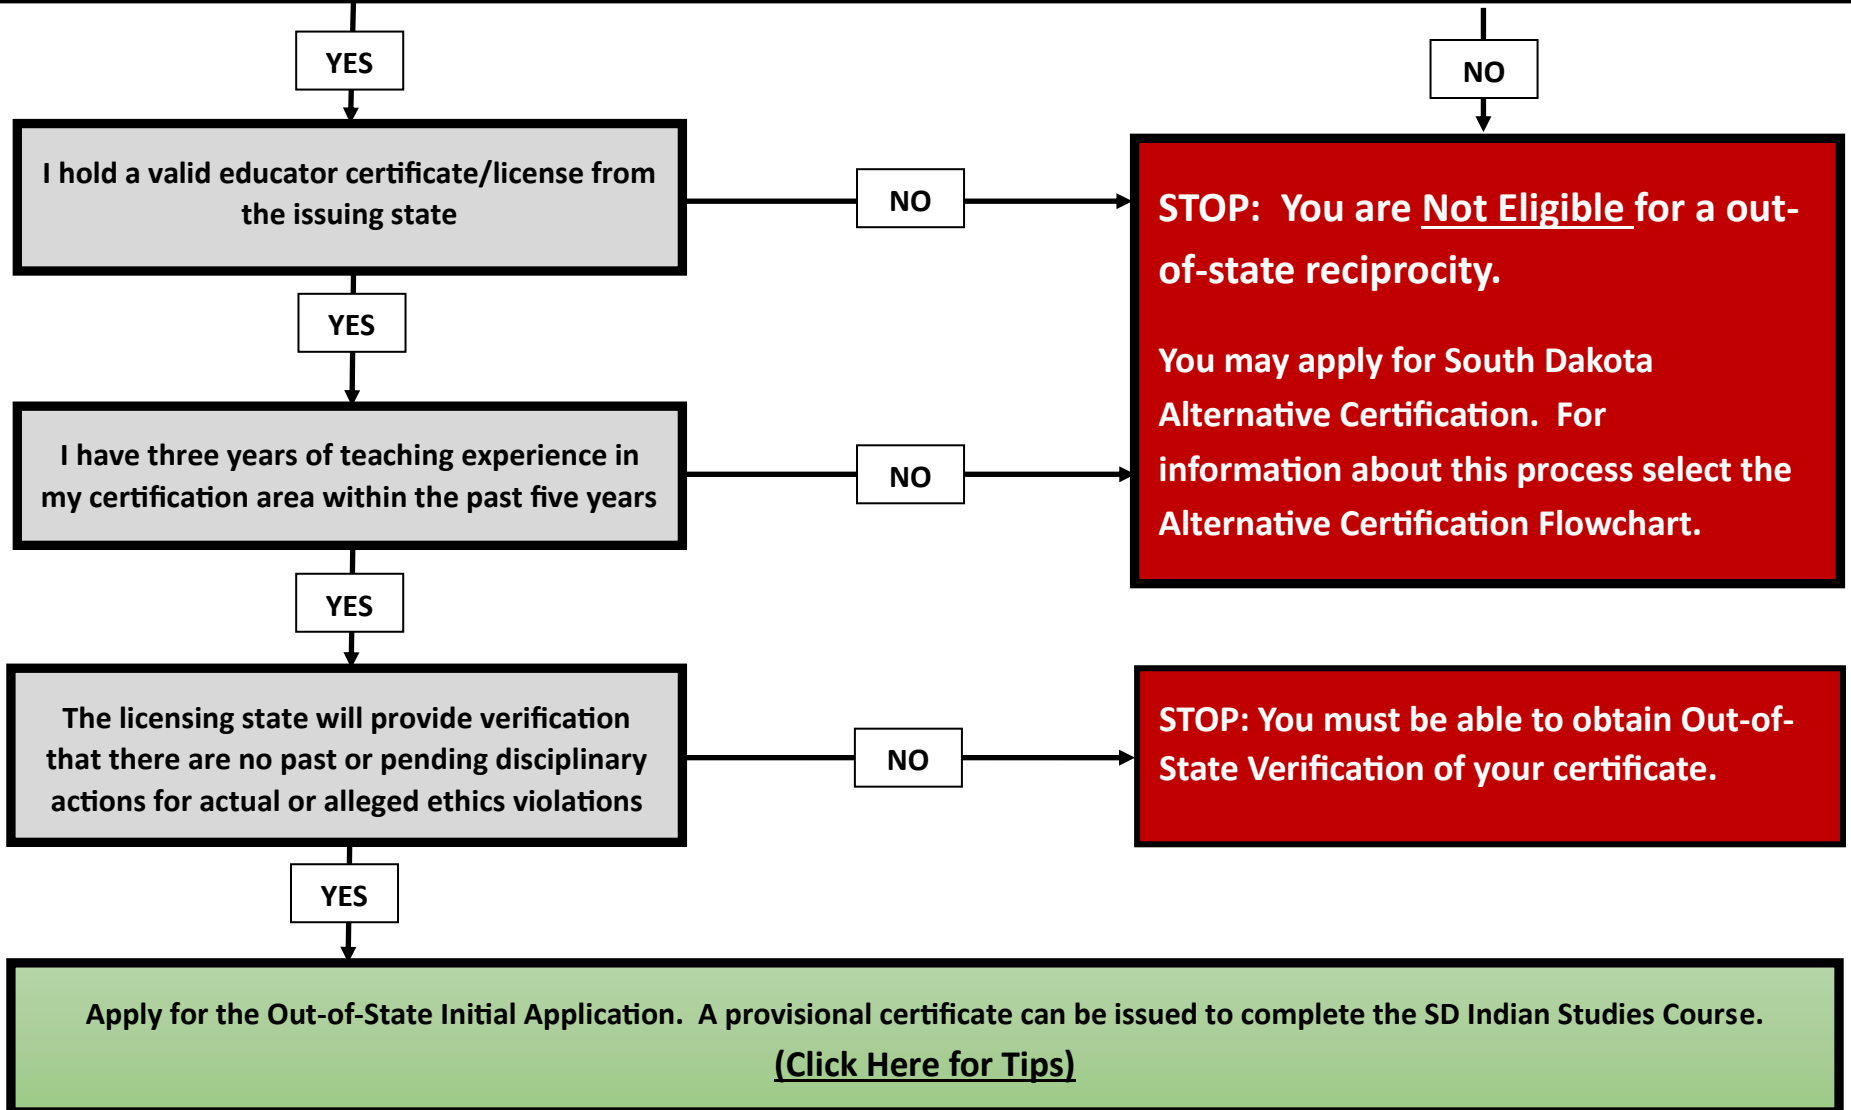 YES
NO
I hold a valid educator certificate/license from
the issuing state
NO
STOP:  You are Not Eligible for a out-
of-state reciprocity.
You may apply for South Dakota
Alternative Certification.  For
information about this process select the
Alternative Certification Flowchart.
YES
I have three years of teaching experience in
my certification area within the past five years
NO
YES
The licensing state will provide verification
that there are no past or pending disciplinary
actions for actual or alleged ethics violations
NO
STOP: You must be able to obtain Out-of-
State Verification of your certificate.
YES
Apply for the Out-of-State Initial Application.  A provisional certificate can be issued to complete the SD Indian Studies Course.
(Click Here for Tips)